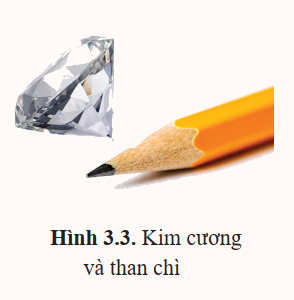 Hình 3.3. Kim cương
và than chì